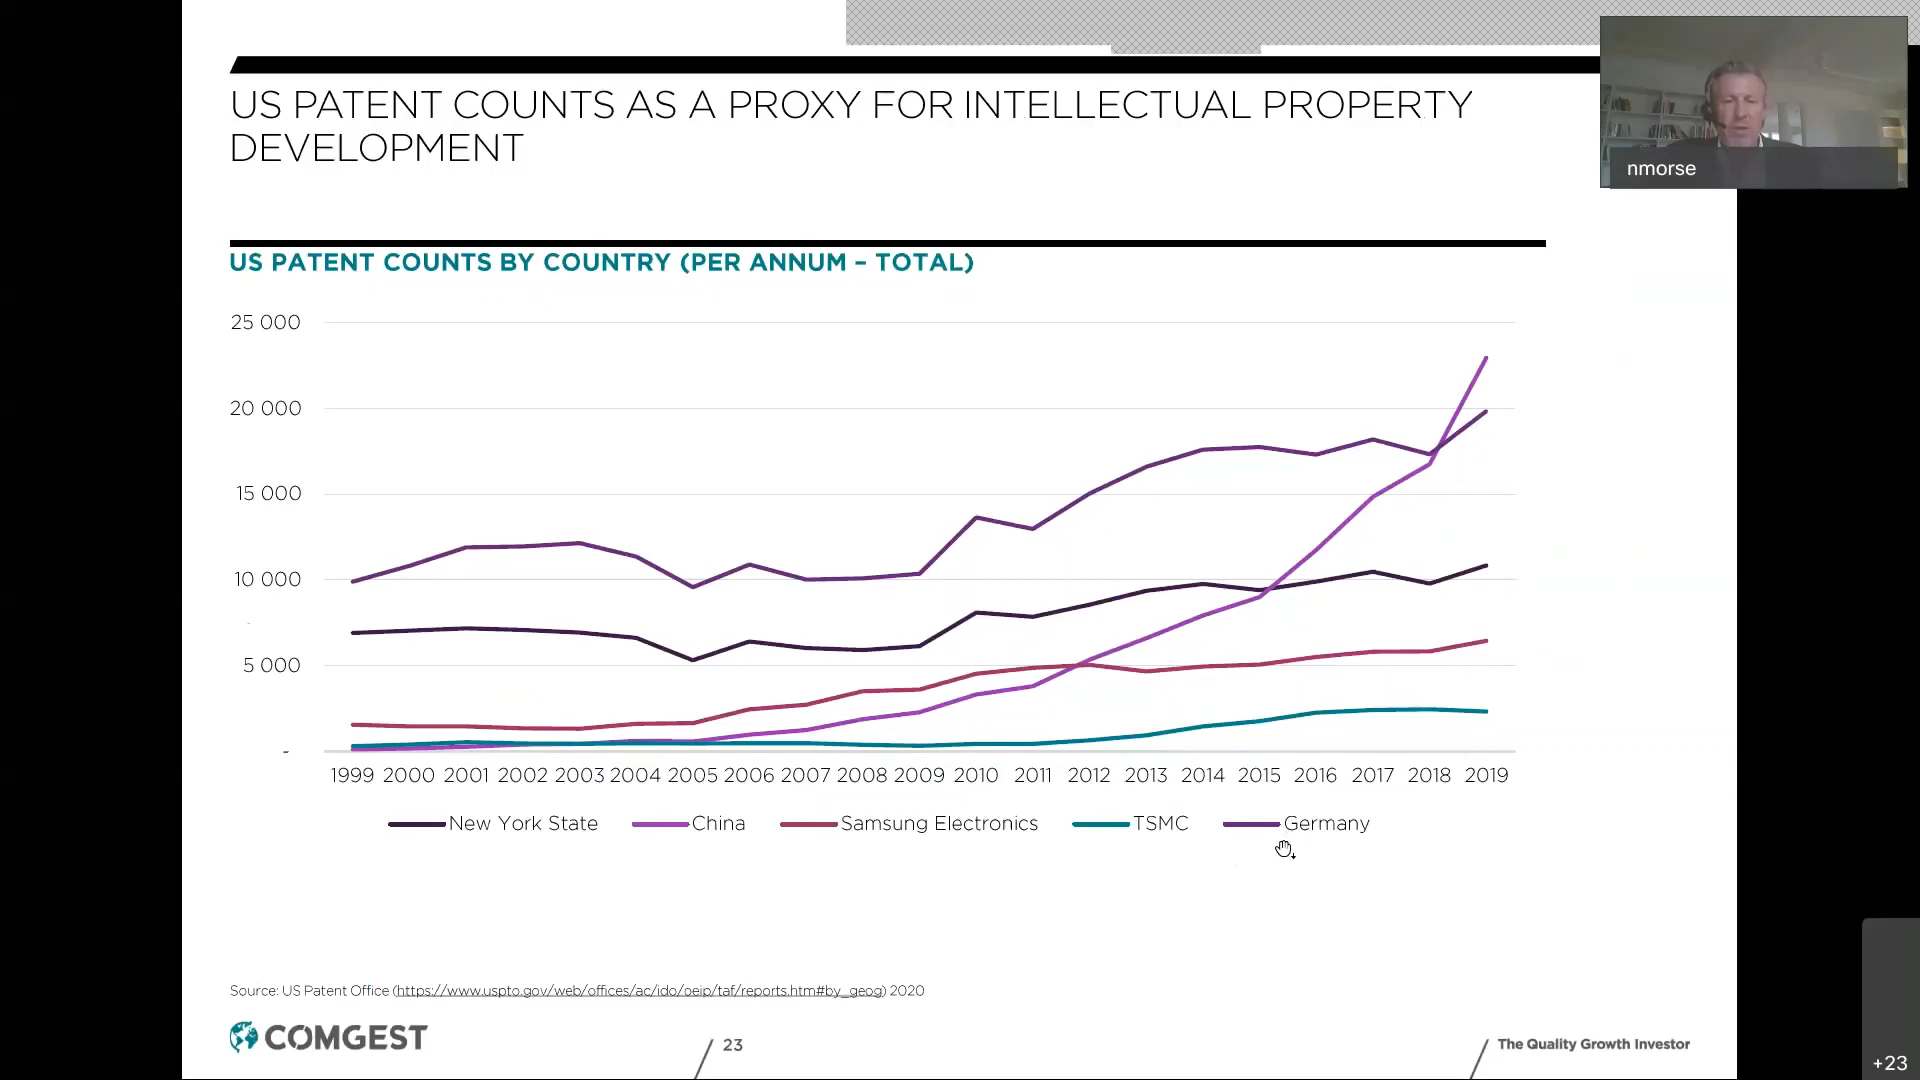 US PATENT COUNTS AS A PROXY FOR INTELLECTUAL PROPERTY
DEVELOPMENT
nmorse
US PATENT COUNTS BY COUNTRY (PER ANNUM – TOTAL)
25 000
20 000
15 000
10 000
5 000
-
1999 2000 2001 2002 2003 2004 2005 2006 2007 2008 2009 2010 2011 2012 2013 2014 2015 2016 2017 2018 2019
New York State China Samsung Electronics TSMC Germany
Source: US Patent Office (https://www.uspto.gov/web/offices/ac/ido/oeip/taf/reports.htm#by_geog) 2020
COMGEST
23
The Quality Growth Investor
+23